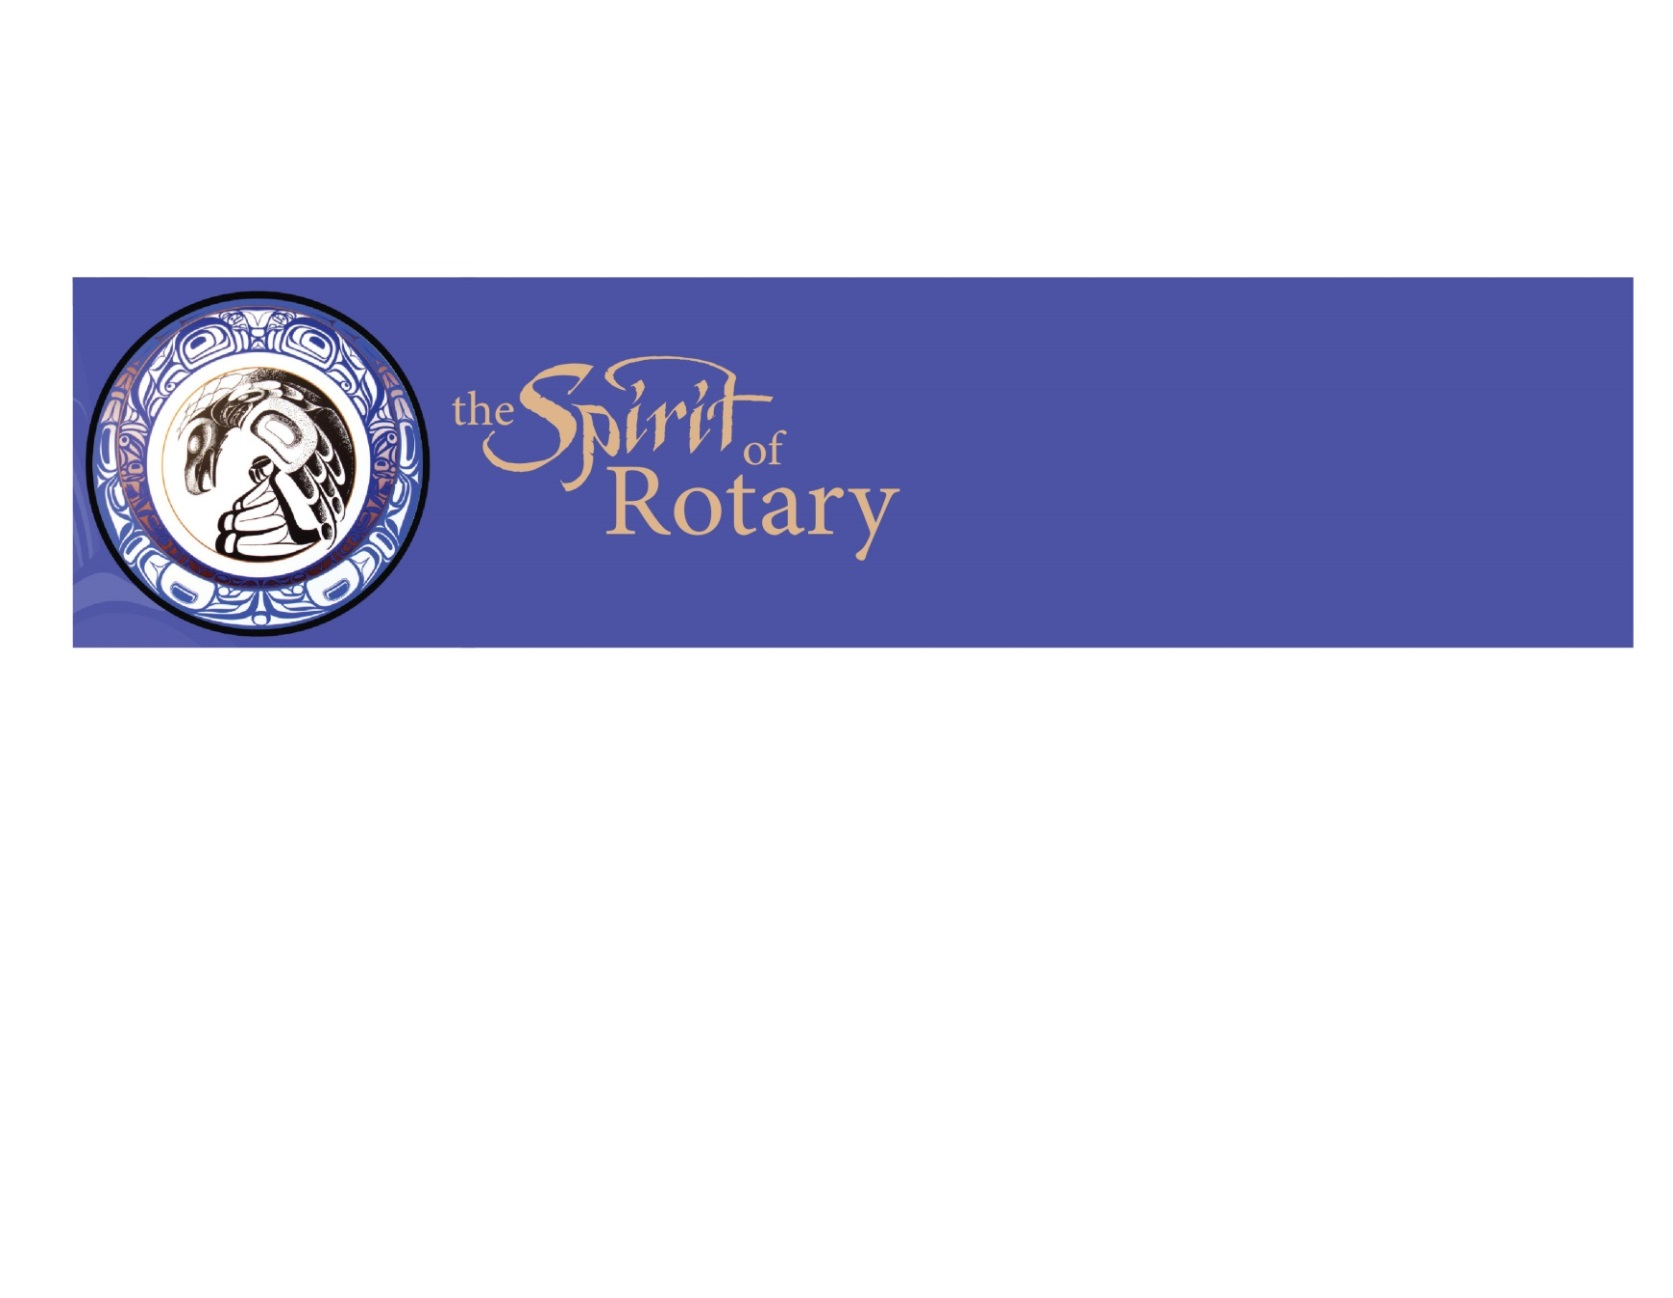 the Spirit of
Rotary